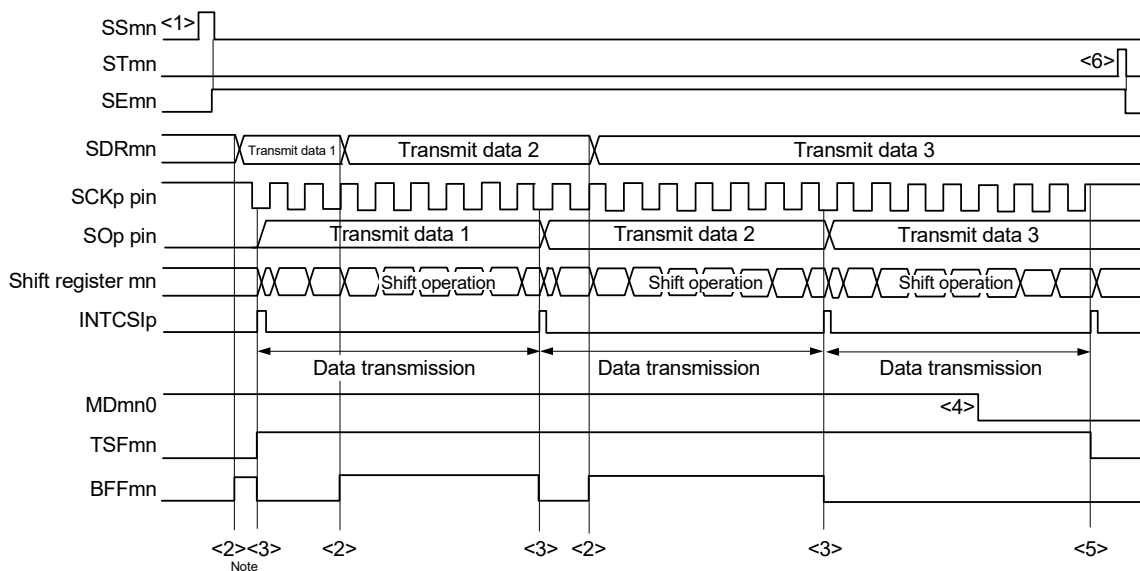 SSmn <1>
STmn <6>
SEmn
SDRmn Transmit data 1 Transmit data 2 Transmit data 3
SCKp pin
SOp pin Transmit data 1 Transmit data 2 Transmit data 3
Shift register mn Shift operation Shift operation Shift operation
INTCSIp
Data transmission Data transmission Data transmission
MDmn0 <4>
TSFmn
BFFmn
<2> <3> <2> <3> <2> <3> <5>
Note